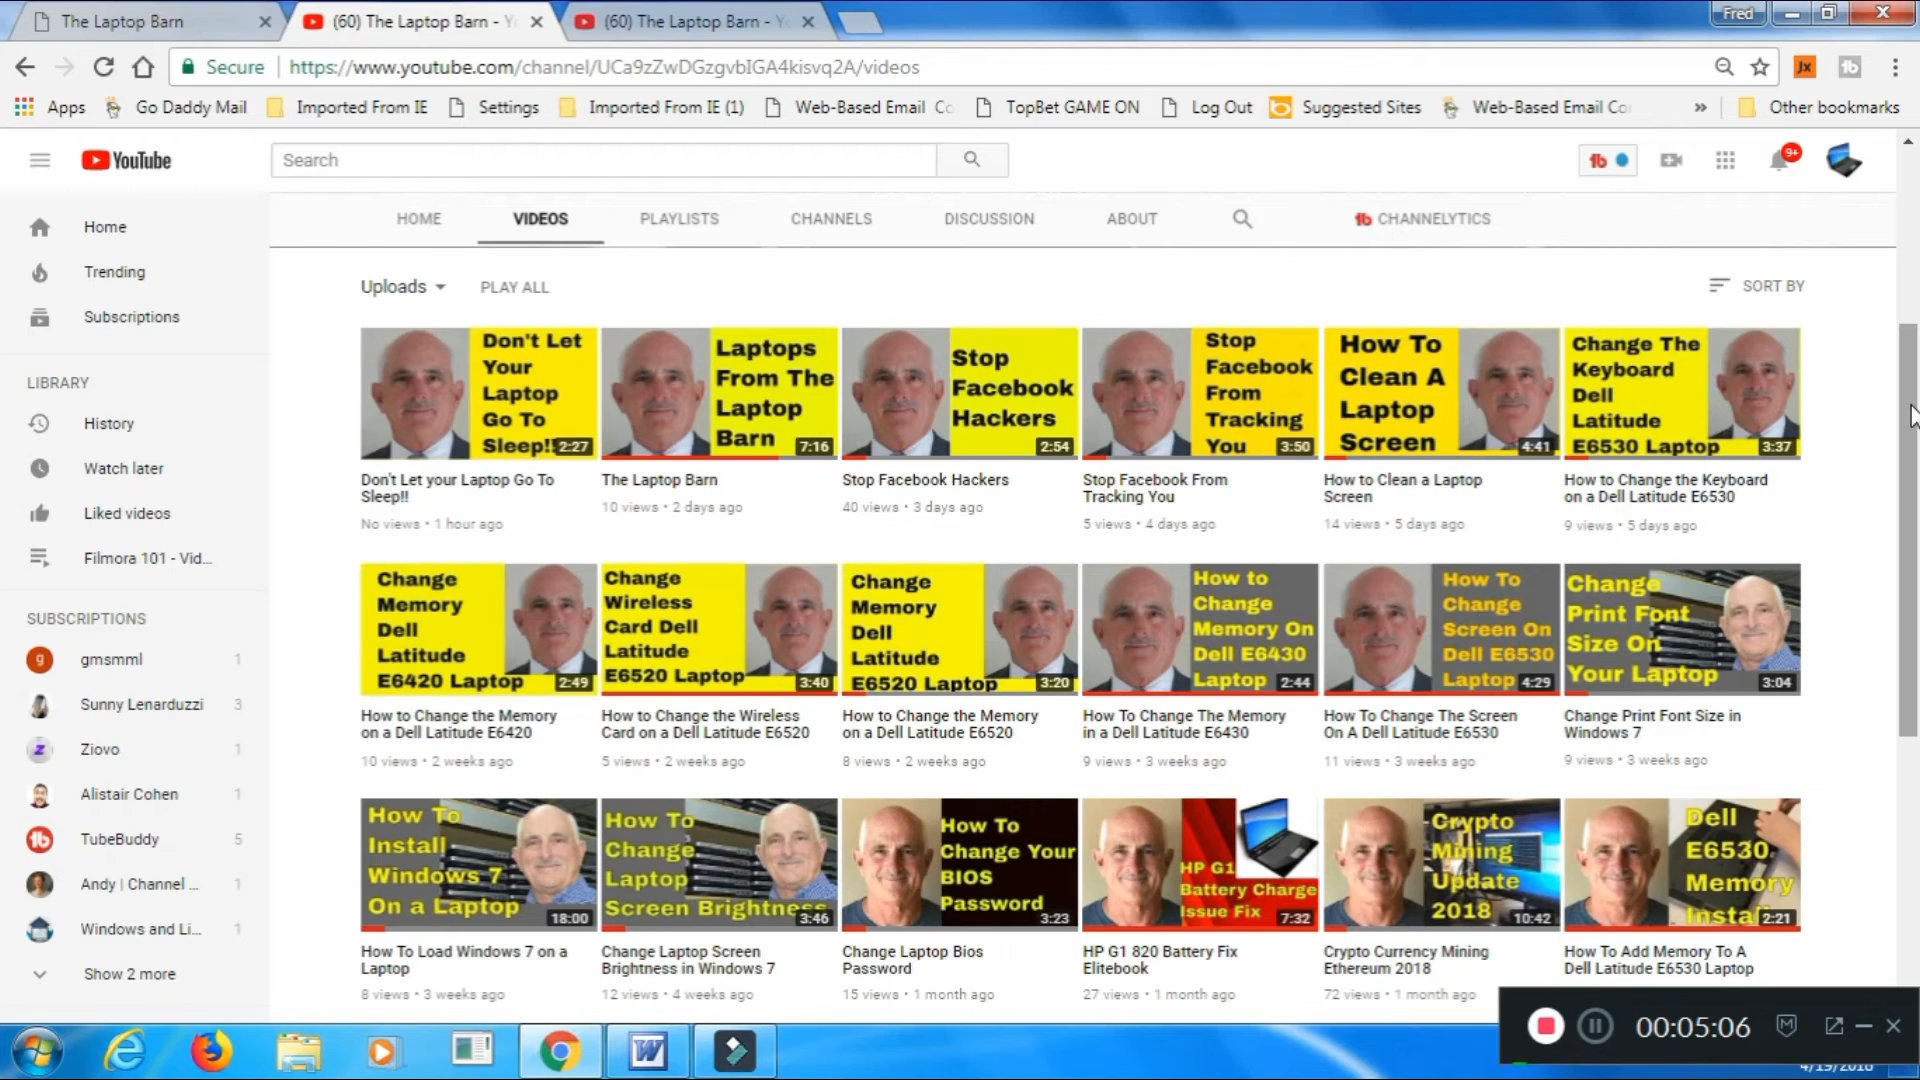 The Laptop Barn
(60) The Laptop Barn - Y
(60) The Laptop Barn - Y
Fred
Secure
https://www.youtube.com/channel/UCa9zZwDGzgvbIGA4kisvq2A/videos
Apps
Go Daddy Mail
Imported From IE
Settings
Imported From IE (1)
Web-Based Email Co
TopBet GAME ON
Log Out
Suggested Sites
Web-Based Email Co
»
Other bookmarks
YouTube
Search
9+
HOME
VIDEOS
PLAYLISTS
CHANNELS
DISCUSSION
ABOUT
CHANNELYTICS
Home
Trending
Subscriptions
LIBRARY
History
Watch later
Liked videos
Filmora 101 - Vid...
SUBSCRIPTIONS
gmsmml 1
Sunny Lenarduzzi 3
Ziovo 1
Alistair Cohen 1
TubeBuddy 5
Andy | Channel ... 1
Windows and Li... 1
Show 2 more
Uploads
PLAY ALL
SORT BY
Don't Let
Your
Laptop
Go To
Sleep!!
2:27
Don't Let your Laptop Go To
Sleep!!
No views • 1 hour ago
Laptops
From The
Laptop
Barn
7:16
The Laptop Barn
10 views • 2 days ago
Stop
Facebook
Hackers
2:54
Stop Facebook Hackers
40 views • 3 days ago
Stop
Facebook
From
Tracking
You
3:50
Stop Facebook From
Tracking You
5 views • 4 days ago
How To
Clean A
Laptop
Screen
4:41
How to Clean a Laptop
Screen
14 views • 5 days ago
Change The
Keyboard
Dell
Latitude
E6530 Laptop
3:37
How to Change the Keyboard
on a Dell Latitude E6530
9 views • 5 days ago
Change
Memory
Dell
Latitude
E6420 Laptop
2:49
How to Change the Memory
on a Dell Latitude E6420
10 views • 2 weeks ago
Change
Wireless
Card Dell
Latitude
E6520 Laptop
3:40
How to Change the Wireless
Card on a Dell Latitude E6520
5 views • 2 weeks ago
Change
Memory
Dell
Latitude
E6520 Laptop
3:20
How to Change the Memory
on a Dell Latitude E6520
8 views • 2 weeks ago
How to
Change
Memory On
Dell E6430
Laptop
2:44
How To Change The Memory
in a Dell Latitude E6430
9 views • 3 weeks ago
How To
Change
Screen On
Dell E6530
Laptop
4:29
How To Change The Screen
On A Dell Latitude E6530
11 views • 3 weeks ago
Change
Print Font
Size On
Your Laptop
3:04
Change Print Font Size in
Windows 7
9 views • 3 weeks ago
How To
Install
Windows 7
On a Laptop
18:00
How To Load Windows 7 on a
Laptop
8 views • 3 weeks ago
How To
Change
Laptop
Screen Brightness
3:46
Change Laptop Screen
Brightness in Windows 7
12 views • 4 weeks ago
How To
Change Your
BIOS
Password
3:23
Change Laptop Bios
Password
15 views • 1 month ago
HP G1
Battery Charge
Issue Fix
7:32
HP G1 820 Battery Fix
Elitebook
27 views • 1 month ago
Crypto
Mining
Update
2018
10:42
Crypto Currency Mining
Ethereum 2018
72 views • 1 month ago
Dell
E6530
Memory
Install
2:21
How To Add Memory To A
Dell Latitude E6530 Laptop
00:05:06
4/19/2018